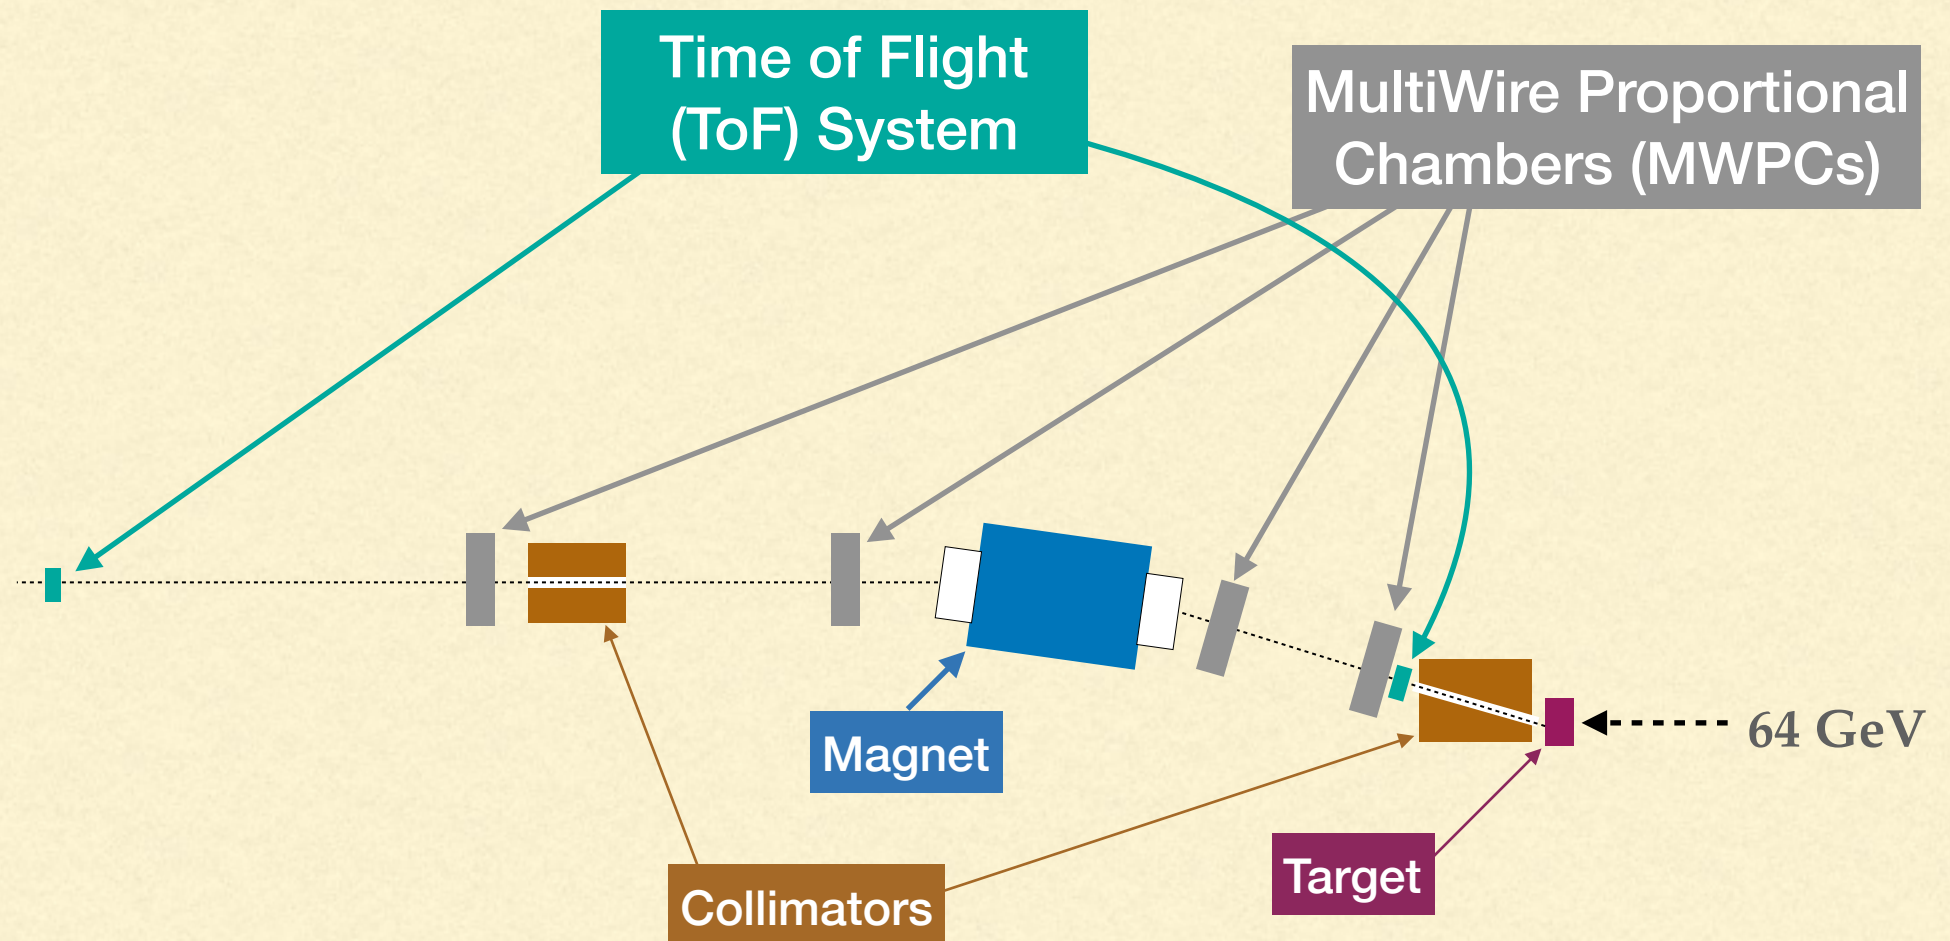 Time of Flight
(ToF) System
MultiWire Proportional
Chambers (MWPCs)
64 GeV
Magnet
Target
Collimators